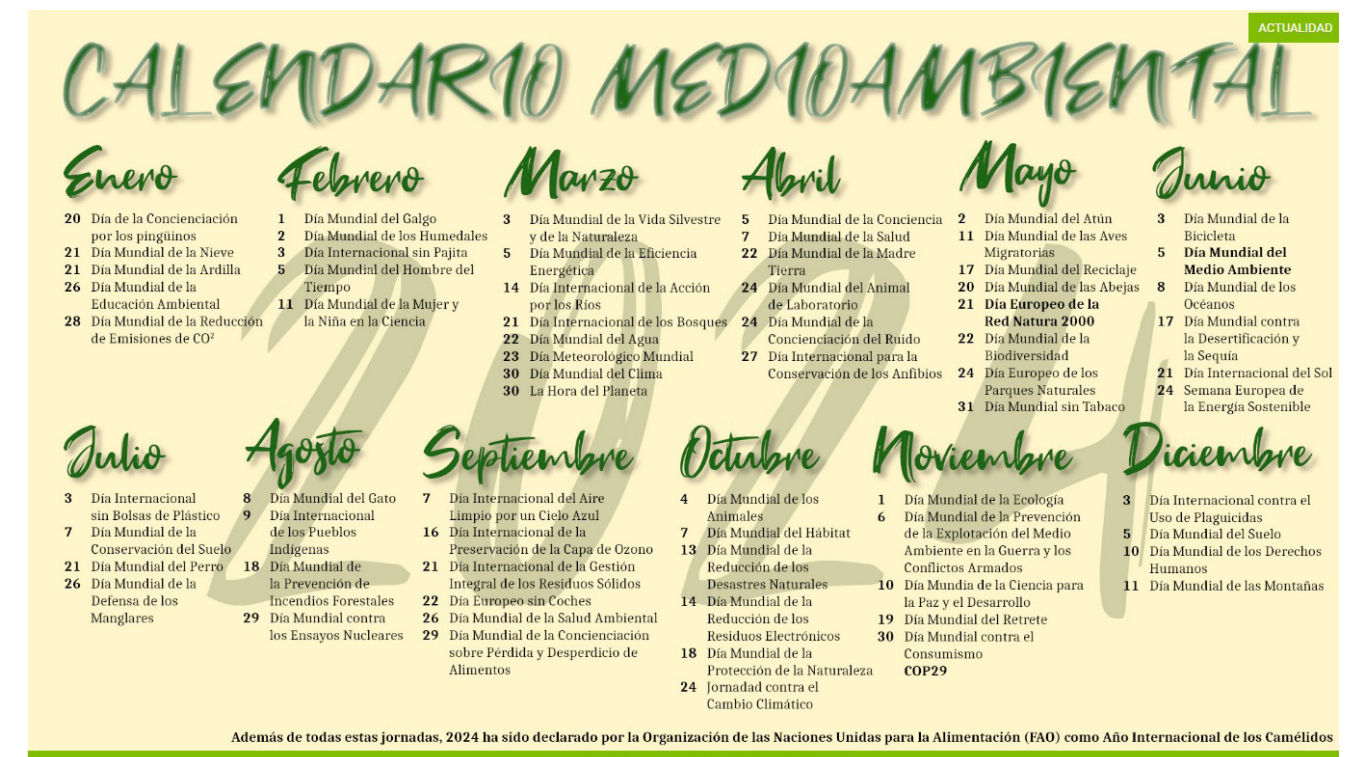 ACTUALIDAD
CALENDARIO MEDIOAMBIENTAL
Enero
20 Día de la Concienciación
por los pingüinos
21 Día Mundial de la Nieve
21 Día Mundial de la Ardilla
26 Día Mundial de la
Educación Ambiental
28 Día Mundial de la Reducción
de Emisiones de CO²
Febrero
1 Día Mundial del Galgo
2 Día Mundial de los Humedales
3 Día Internacional sin Pajita
5 Día Mundial del Hombre del
Tiempo
11 Día Mundial de la Mujer y
la Niña en la Ciencia
Marzo
3 Día Mundial de la Vida Silvestre
y de la Naturaleza
5 Día Mundial de la Eficiencia
Energética
14 Día Internacional de la Acción
por los Ríos
21 Día Internacional de los Bosques
22 Día Mundial del Agua
23 Día Meteorológico Mundial
30 Día Mundial del Clima
30 La Hora del Planeta
Abril
5 Día Mundial de la Conciencia
7 Día Mundial de la Salud
22 Día Mundial de la Madre
Tierra
24 Día Mundial del Animal
de Laboratorio
24 Día Mundial de la
Concienciación del Ruido
27 Día Internacional para la
Conservación de los Anfibios
Mayo
2 Día Mundial del Atún
11 Día Mundial de las Aves
Migratorias
17 Día Mundial del Reciclaje
20 Día Mundial de las Abejas
21 Día Europeo de la
Red Natura 2000
22 Día Mundial de la
Biodiversidad
24 Día Europeo de los
Parques Naturales
31 Día Mundial sin Tabaco
Junio
3 Día Mundial de la
Bicicleta
5 Día Mundial del
Medio Ambiente
8 Día Mundial de los
Océanos
17 Día Mundial contra
la Desertificación y
la Sequía
21 Día Internacional del Sol
24 Semana Europea de
la Energía Sostenible
2024
Julio
3 Día Internacional
sin Bolsas de Plástico
7 Día Mundial de la
Conservación del Suelo
21 Día Mundial del Perro
26 Día Mundial de la
Defensa de los
Manglares
Agosto
8 Día Mundial del Gato
9 Día Internacional
de los Pueblos
Indígenas
18 Día Mundial de
la Prevención de
Incendios Forestales
29 Día Mundial contra
los Ensayos Nucleares
Septiembre
7 Día Internacional del Aire
Limpio por un Cielo Azul
16 Día Internacional de la
Preservación de la Capa de Ozono
21 Día Internacional de la Gestión
Integral de los Residuos Sólidos
22 Día Europeo sin Coches
26 Día Mundial de la Salud Ambiental
29 Día Mundial de la Concienciación
sobre Pérdida y Desperdicio de
Alimentos
Octubre
4 Día Mundial de los
Animales
7 Día Mundial del Hábitat
13 Día Mundial de la
Reducción de los
Desastres Naturales
14 Día Mundial de la
Reducción de los
Residuos Electrónicos
18 Día Mundial de la
Protección de la Naturaleza
24 Jornadad contra el
Cambio Climático
Noviembre
1 Día Mundial de la Ecología
6 Día Mundial de la Prevención
de la Explotación del Medio
Ambiente en la Guerra y los
Conflictos Armados
10 Día Mundia de la Ciencia para
la Paz y el Desarrollo
19 Día Mundial del Retrete
30 Día Mundial contra el
Consumismo
COP29
Diciembre
3 Día Internacional contra el
Uso de Plaguicidas
5 Día Mundial del Suelo
10 Día Mundial de los Derechos
Humanos
11 Día Mundial de las Montañas
Además de todas estas jornadas, 2024 ha sido declarado por la Organización de las Naciones Unidas para la Alimentación (FAO) como Año Internacional de los Camélidos